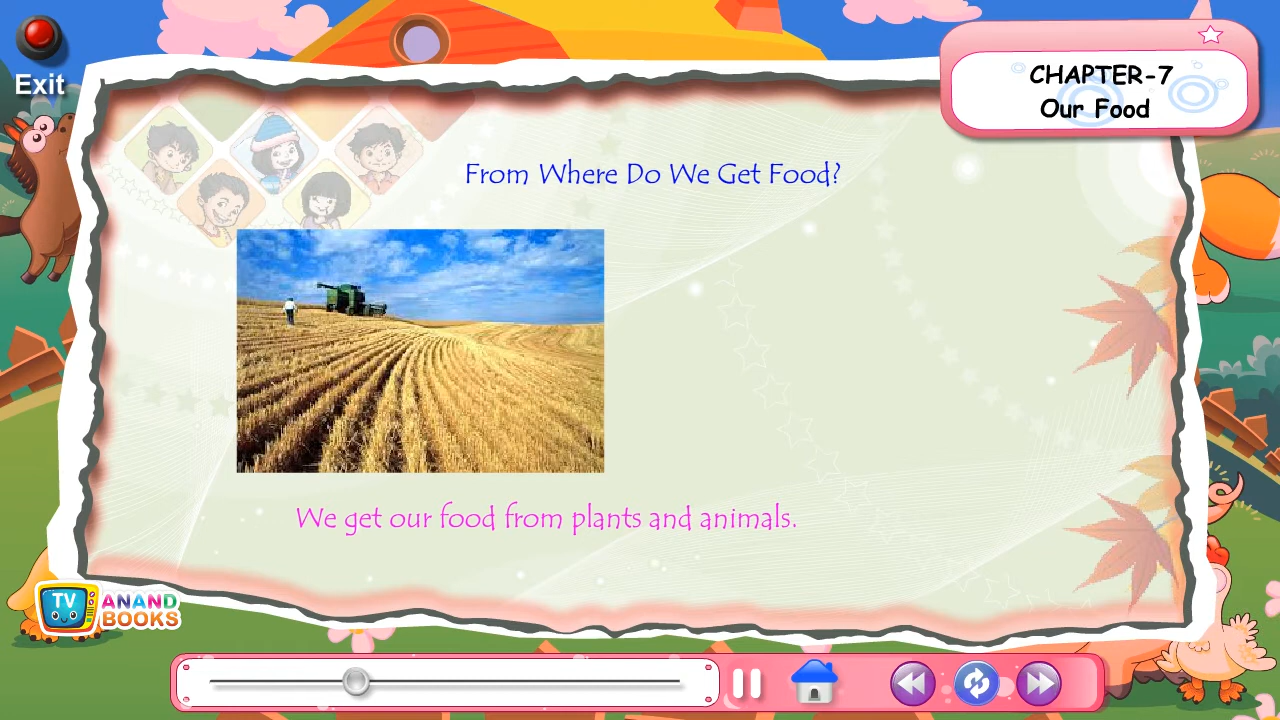 Exit
CHAPTER-7
Our Food
From Where Do We Get Food?
We get our food from plants and animals.
TV
ANAND
BOOKS